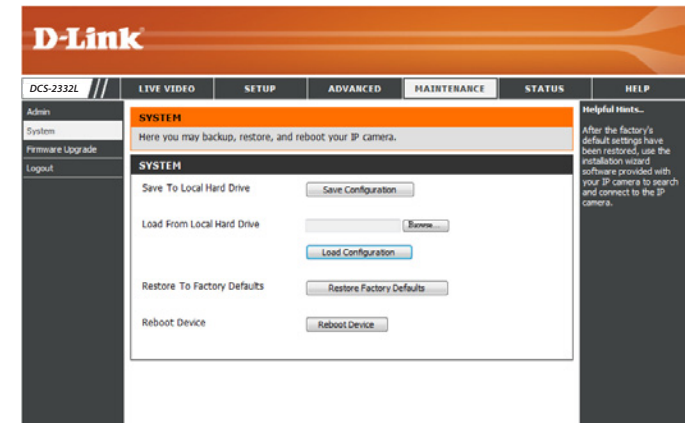 D-Link
DCS-2332L
LIVE VIDEO
SETUP
ADVANCED
MAINTENANCE
STATUS
HELP
Admin
System
Firmware Upgrade
Logout
SYSTEM
Here you may backup, restore, and reboot your IP camera.
SYSTEM
Save To Local Hard Drive
Save Configuration
Load From Local Hard Drive
Browse...
Load Configuration
Restore To Factory Defaults
Restore Factory Defaults
Reboot Device
Reboot Device
Helpful Hints..
After the factory's
default settings have
been restored, use the
installation wizard
software provided with
your IP camera to search
and connect to the IP
camera.